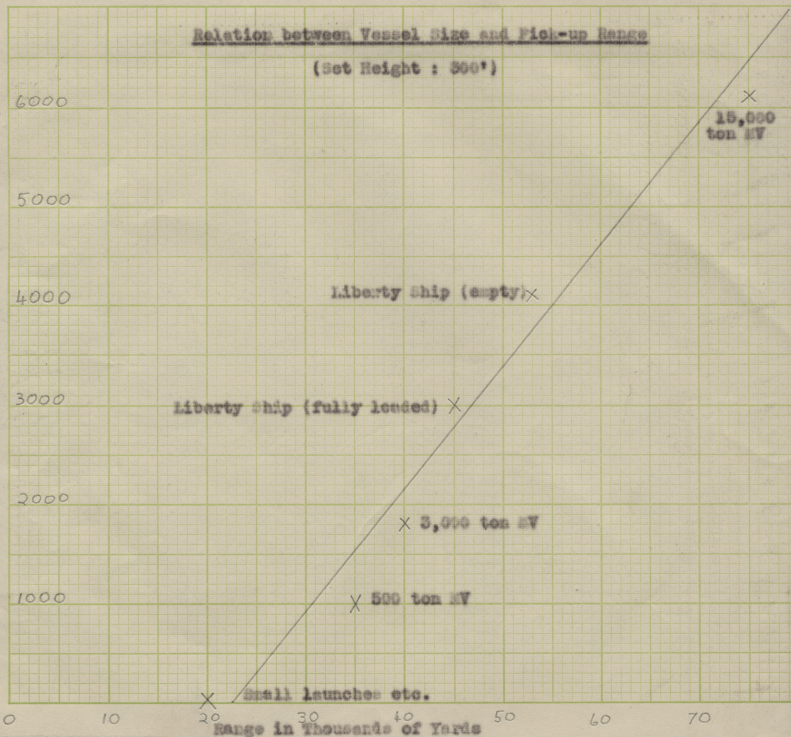 Relation between Vessel Size and Pick-up Range
(Set Height : 300')
6000
15,000
ton MV
5000
4000
Liberty Ship (empty)
3000
Liberty Ship (fully loaded)
2000
3,000 ton MV
1000
500 ton MV
Small launches etc.
0 10 20 30 40 50 60 70
Range in Thousands of Yards